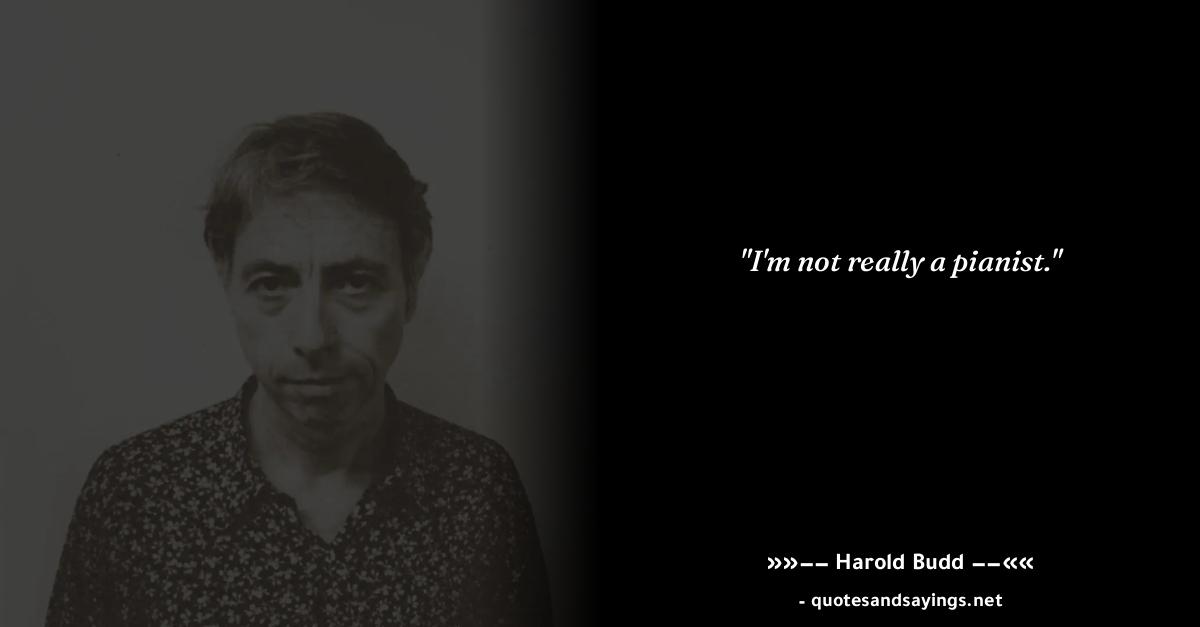 "I'm not really a pianist."
»»–– Harold Budd ––««
- quotesandsayings.net